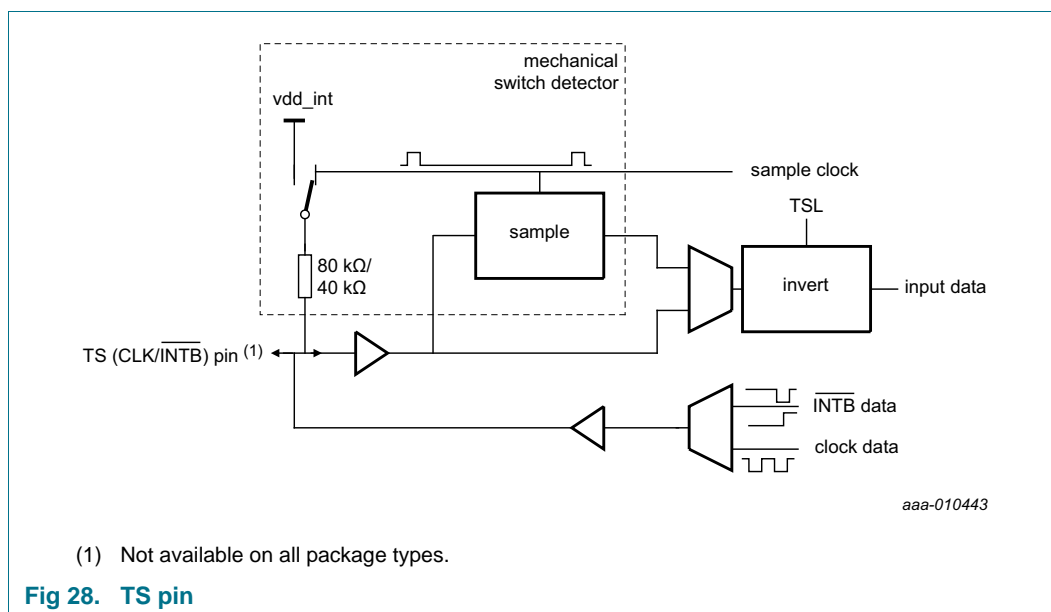 mechanical
switch detector
vdd_int
sample clock
TSL
sample
invert
input data
80 kΩ/
40 kΩ
TS (CLK/INTB) pin (1)
INTB data
clock data
aaa-010443
(1) Not available on all package types.
Fig 28. TS pin